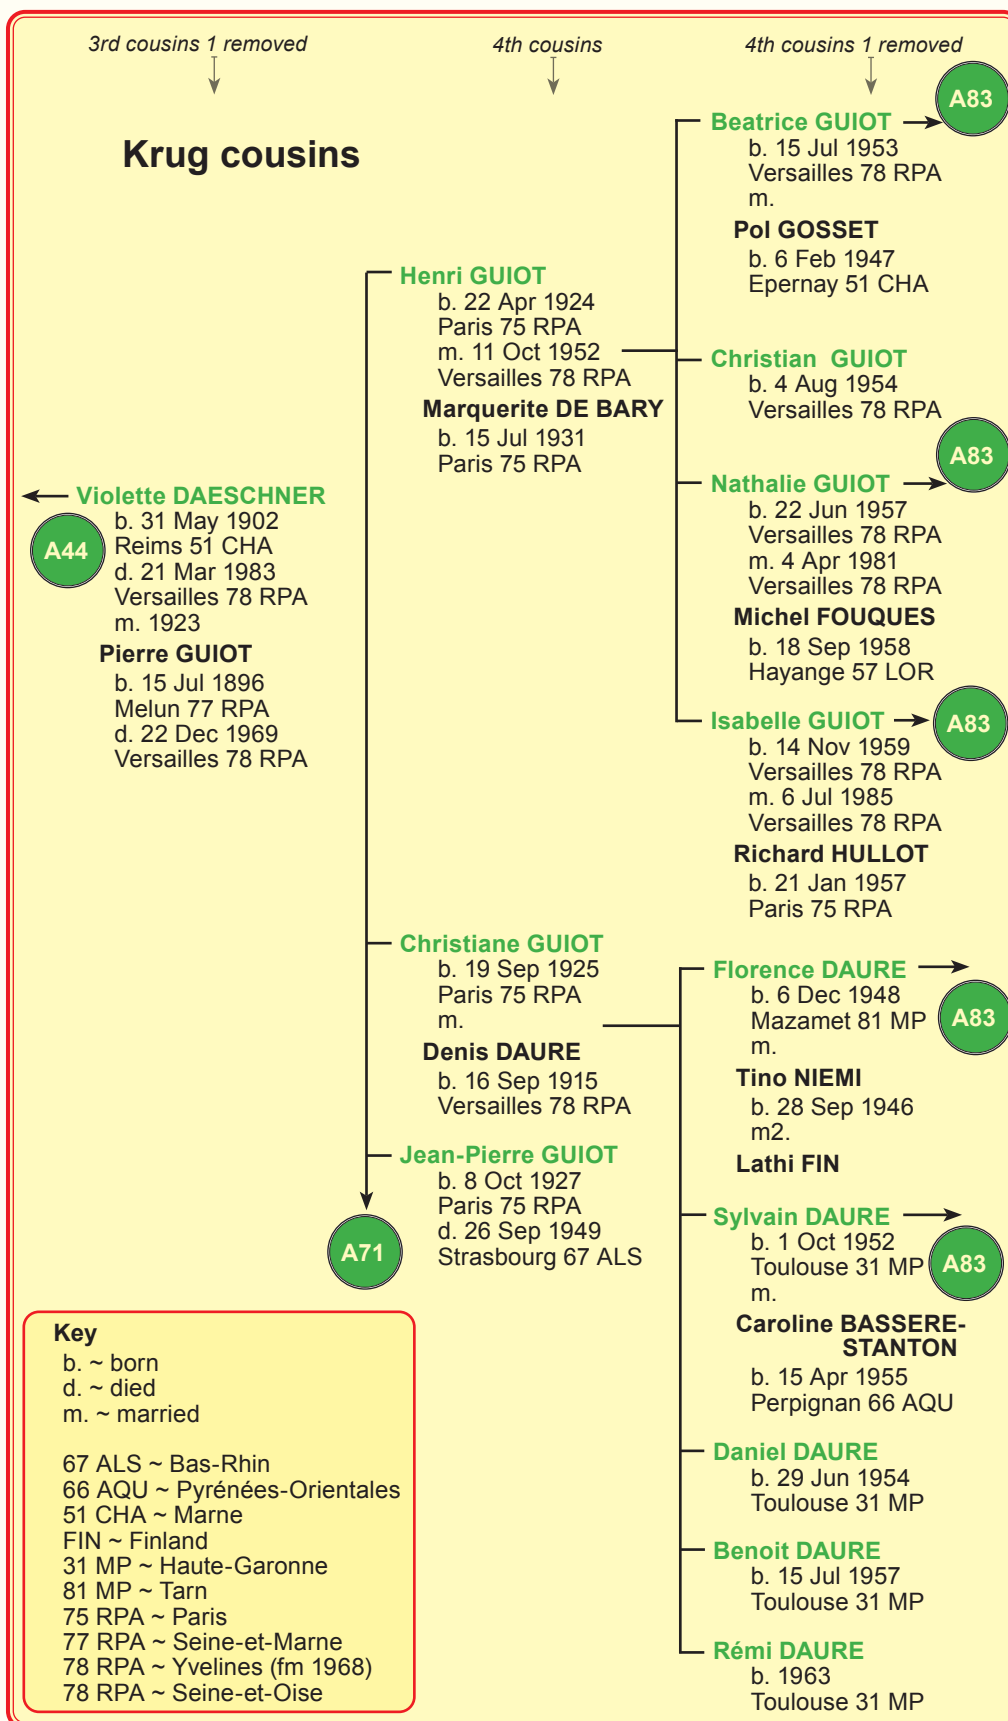 3rd cousins 1 removed
4th cousins
4th cousins 1 removed
Krug cousins
Violette DAESCHNER
A44
b. 31 May 1902
Reims 51 CHA
d. 21 Mar 1983
Versailles 78 RPA
m. 1923
Pierre GUIOT
b. 15 Jul 1896
Melun 77 RPA
d. 22 Dec 1969
Versailles 78 RPA
Henri GUIOT
b. 22 Apr 1924
Paris 75 RPA
m. 11 Oct 1952
Versailles 78 RPA
Marquerite DE BARY
b. 15 Jul 1931
Paris 75 RPA
Christiane GUIOT
b. 19 Sep 1925
Paris 75 RPA
m.
Denis DAURE
b. 16 Sep 1915
Versailles 78 RPA
Jean-Pierre GUIOT
b. 8 Oct 1927
Paris 75 RPA
d. 26 Sep 1949
Strasbourg 67 ALS
A71
Beatrice GUIOT
A83
b. 15 Jul 1953
Versailles 78 RPA
m.
Pol GOSSET
b. 6 Feb 1947
Epernay 51 CHA
Christian GUIOT
b. 4 Aug 1954
Versailles 78 RPA
Nathalie GUIOT
A83
b. 22 Jun 1957
Versailles 78 RPA
m. 4 Apr 1981
Versailles 78 RPA
Michel FOUQUES
b. 18 Sep 1958
Hayange 57 LOR
Isabelle GUIOT
A83
b. 14 Nov 1959
Versailles 78 RPA
m. 6 Jul 1985
Versailles 78 RPA
Richard HULLOT
b. 21 Jan 1957
Paris 75 RPA
Florence DAURE
A83
b. 6 Dec 1948
Mazamet 81 MP
m.
Tino NIEMI
b. 28 Sep 1946
m2.
Lathi FIN
Sylvain DAURE
A83
b. 1 Oct 1952
Toulouse 31 MP
m.
Caroline BASSERE-
STANTON
b. 15 Apr 1955
Perpignan 66 AQU
Daniel DAURE
b. 29 Jun 1954
Toulouse 31 MP
Benoit DAURE
b. 15 Jul 1957
Toulouse 31 MP
Rémi DAURE
b. 1963
Toulouse 31 MP
Key
b. ~ born
d. ~ died
m. ~ married
67 ALS ~ Bas-Rhin
66 AQU ~ Pyrénées-Orientales
51 CHA ~ Marne
FIN ~ Finland
31 MP ~ Haute-Garonne
81 MP ~ Tarn
75 RPA ~ Paris
77 RPA ~ Seine-et-Marne
78 RPA ~ Yvelines (fm 1968)
78 RPA ~ Seine-et-Oise